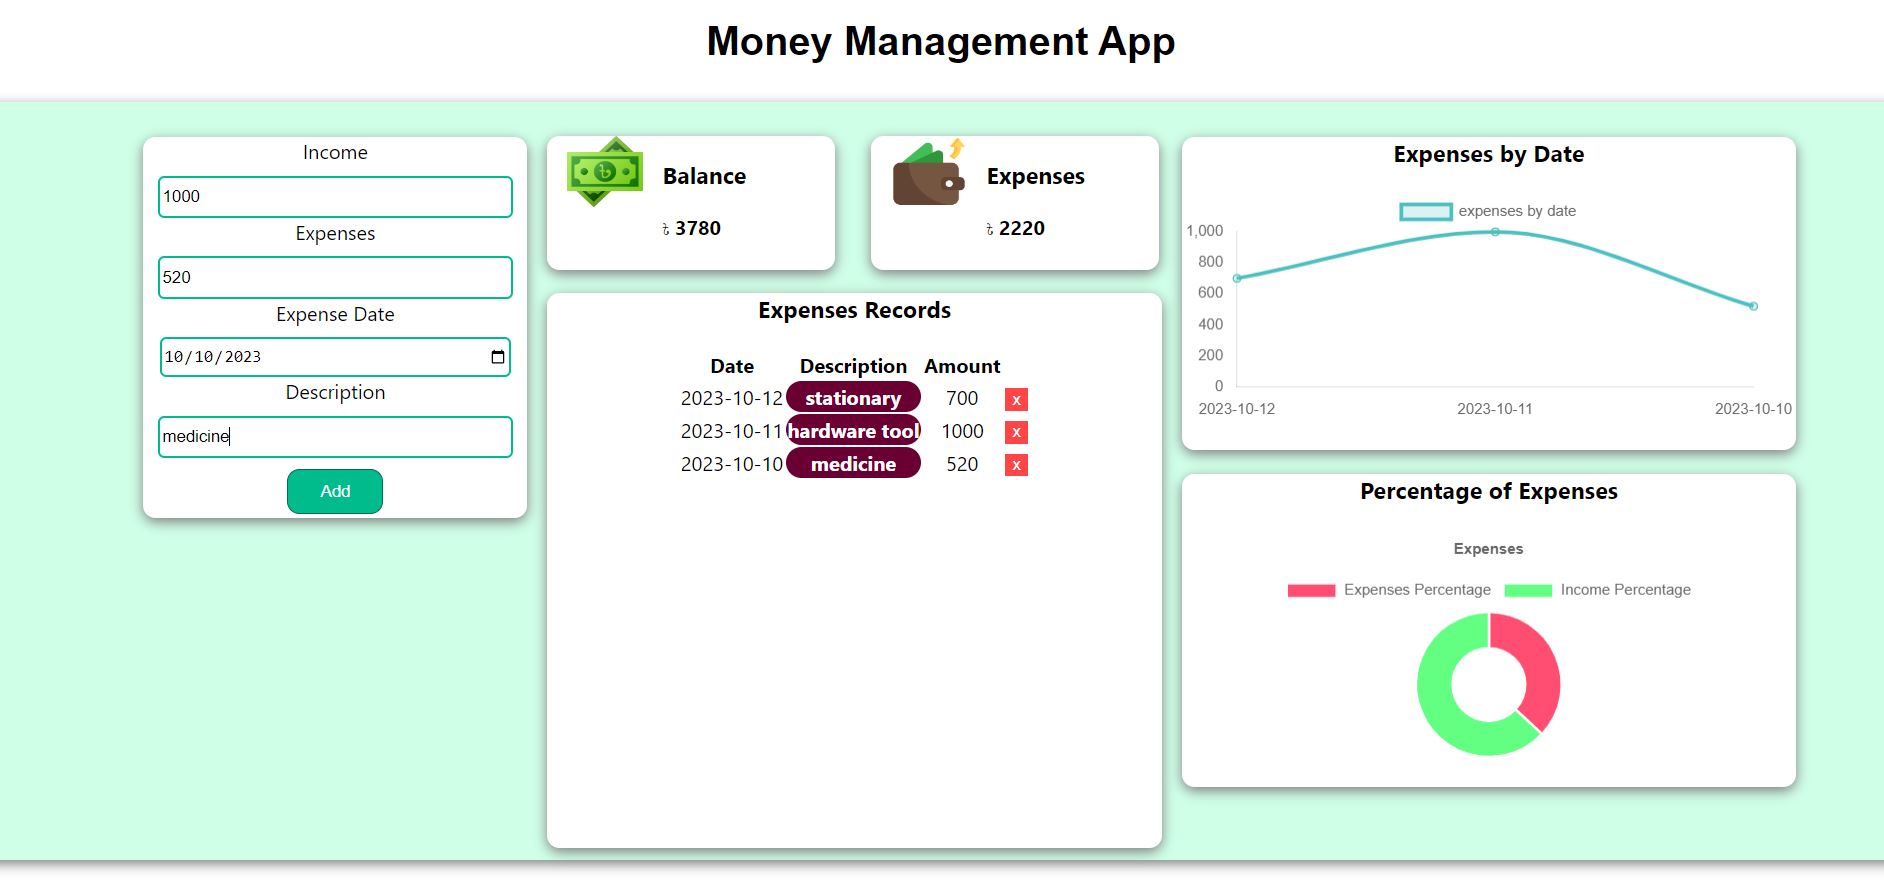 Money Management App
Income
1000
Expenses
520
Expense Date
10/10/2023
Description
medicine
Add
Balance
৳ 3780
Expenses
৳ 2220
Expenses Records
Date Description Amount
2023-10-12 stationary 700 x
2023-10-11 hardware tool 1000 x
2023-10-10 medicine 520 x
Expenses by Date
expenses by date
1,000
800
600
400
200
0
2023-10-12 2023-10-11 2023-10-10
Percentage of Expenses
Expenses
Expenses Percentage Income Percentage